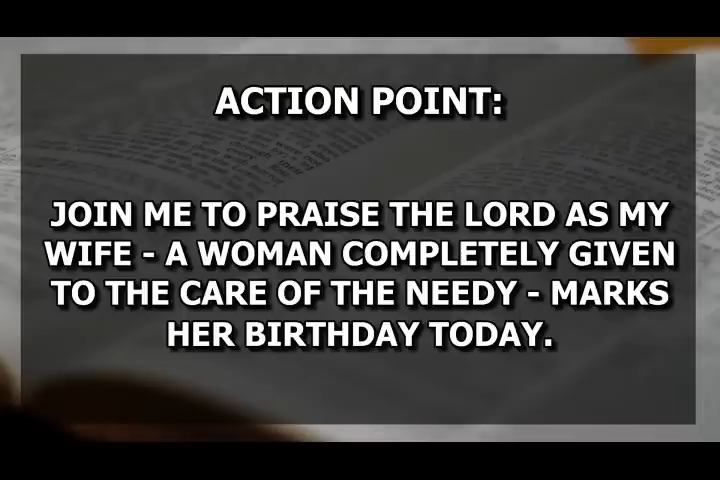 ACTION POINT:
JOIN ME TO PRAISE THE LORD AS MY
WIFE - A WOMAN COMPLETELY GIVEN
TO THE CARE OF THE NEEDY - MARKS
HER BIRTHDAY TODAY.